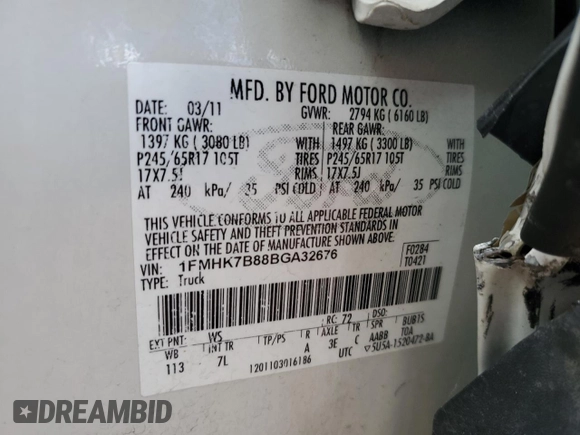 MFD. BY FORD MOTOR CO.
DATE: 03/11 GVWR: 2794 KG (6160 LB)
FRONT GAWR: REAR GAWR:
1397 KG (3080 LB) WITH 1497 KG (3300 LB) WITH
P245/65R17 105T TIRES P245/65R17 105T TIRES
17X7.5J RIMS 17X7.5J RIMS
AT 240 kPa/ 35 PSI COLD AT 240 kPa/ 35 PSI COLD
THIS VEHICLE CONFORMS TO ALL APPLICABLE FEDERAL MOTOR
VEHICLE SAFETY AND THEFT PREVENTION STANDARDS IN
EFFECT ON THE DATE OF MANUFACTURE SHOWN ABOVE.
VIN: 1FMHK7B88BGA32676 F0284
TYPE: Truck T0421
EXT PNT: WS RC: 72 DSO:
WB INT TR TP/PS R AXLE TR SPR BUB15
113 7L A 3E C AABB T0A
1201103016186 UTC 5U5A-1520472-BA
DREAMBID